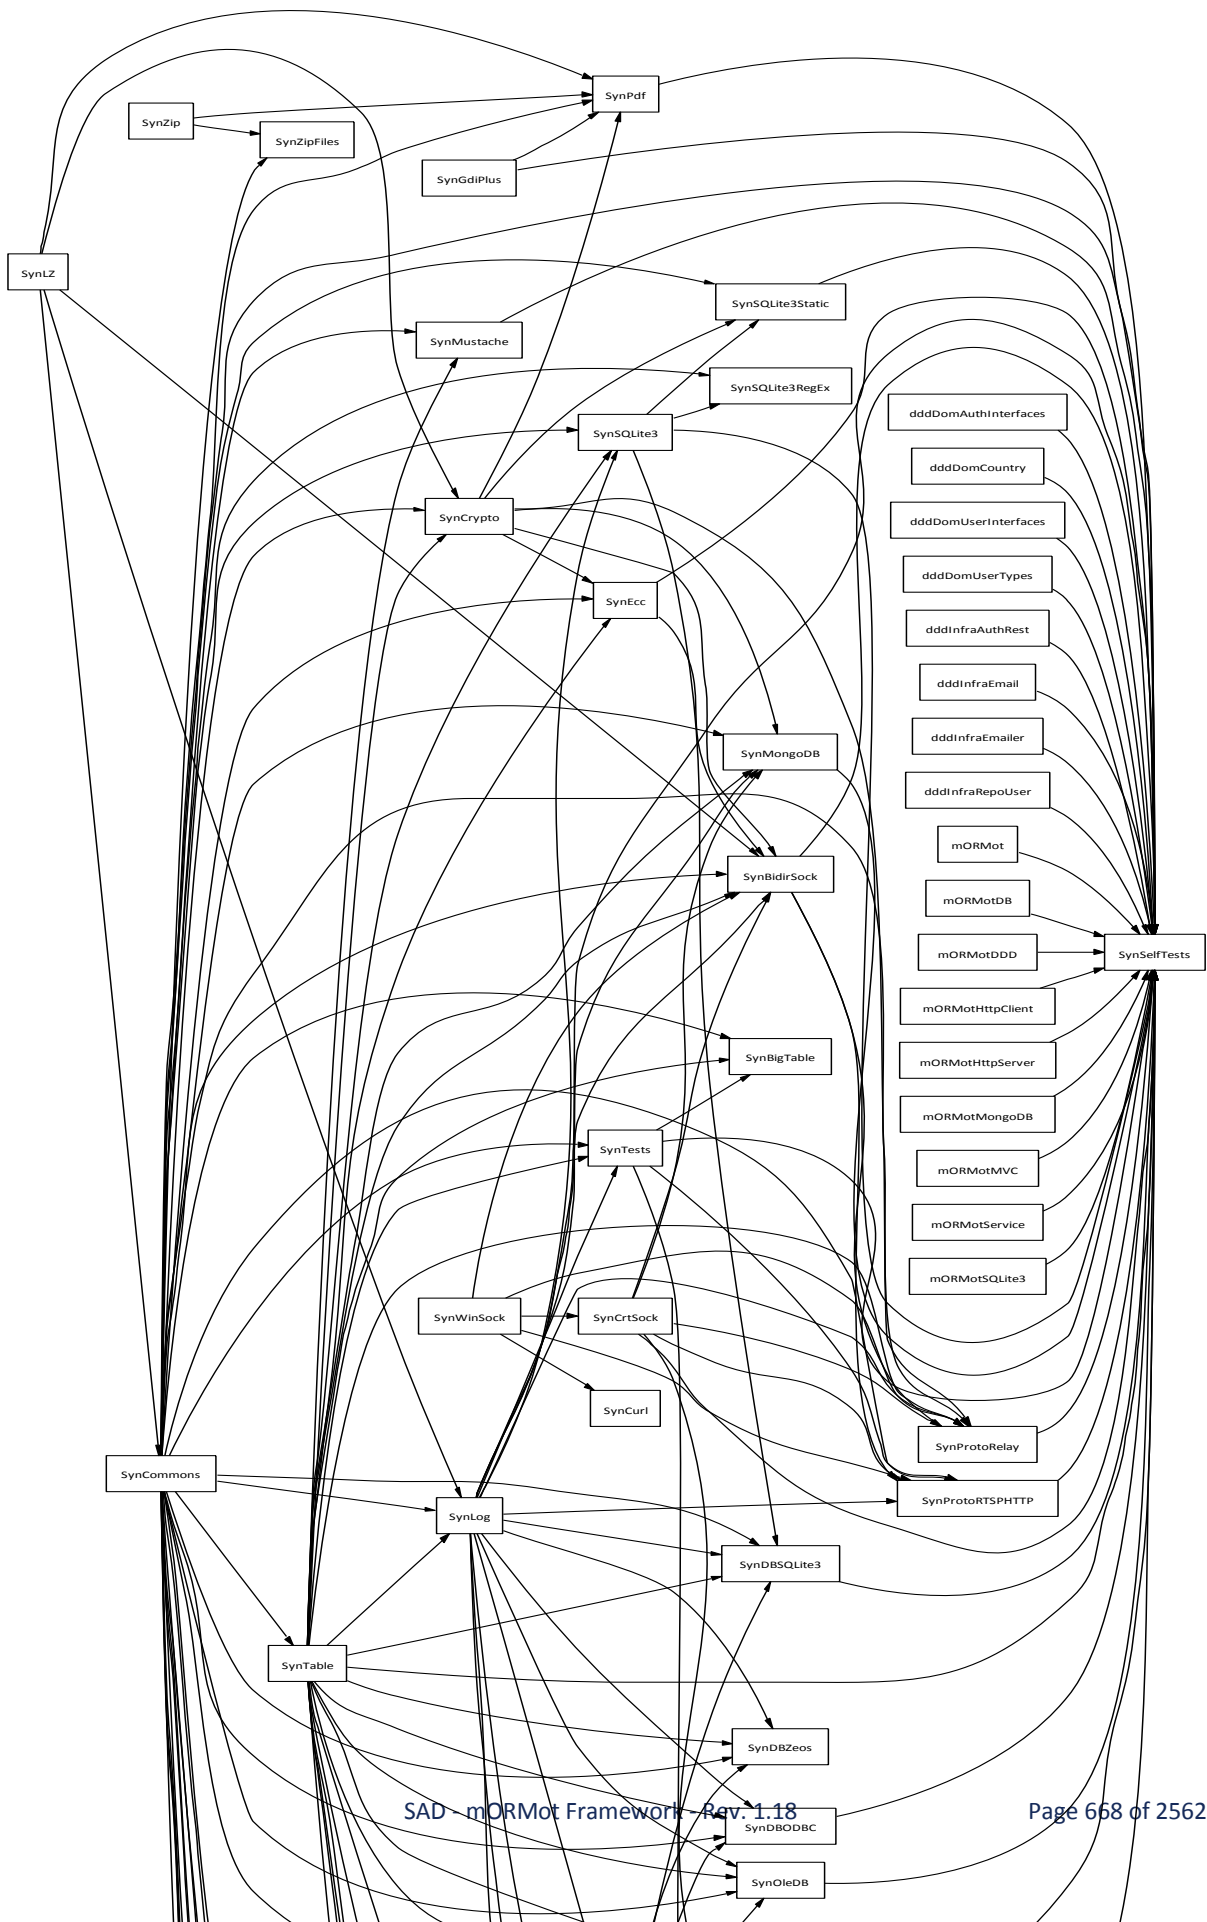 SynPdf
SynZip
SynZipFiles
SynGdiPlus
SynLZ
SynSQLite3Static
SynMustache
SynSQLite3RegEx
dddDomAuthInterfaces
SynSQLite3
dddDomCountry
SynCrypto
dddDomUserInterfaces
dddDomUserTypes
SynEcc
dddInfraAuthRest
dddInfraEmail
dddInfraEmailer
SynMongoDB
dddInfraRepoUser
mORMot
SynBidirSock
mORMotDB
mORMotDDD
SynSelfTests
mORMotHttpClient
SynBigTable
mORMotHttpServer
mORMotMongoDB
SynTests
mORMotMVC
mORMotService
mORMotSQLite3
SynWinSock
SynCrtSock
SynCurl
SynProtoRelay
SynCommons
SynProtoRTSPHTTP
SynLog
SynDBSQLite3
SynTable
SynDBZeos
SAD - mORMot Framework - Rev. 1.18
Page 668 of 2562
SynDBODBC
SynOleDB